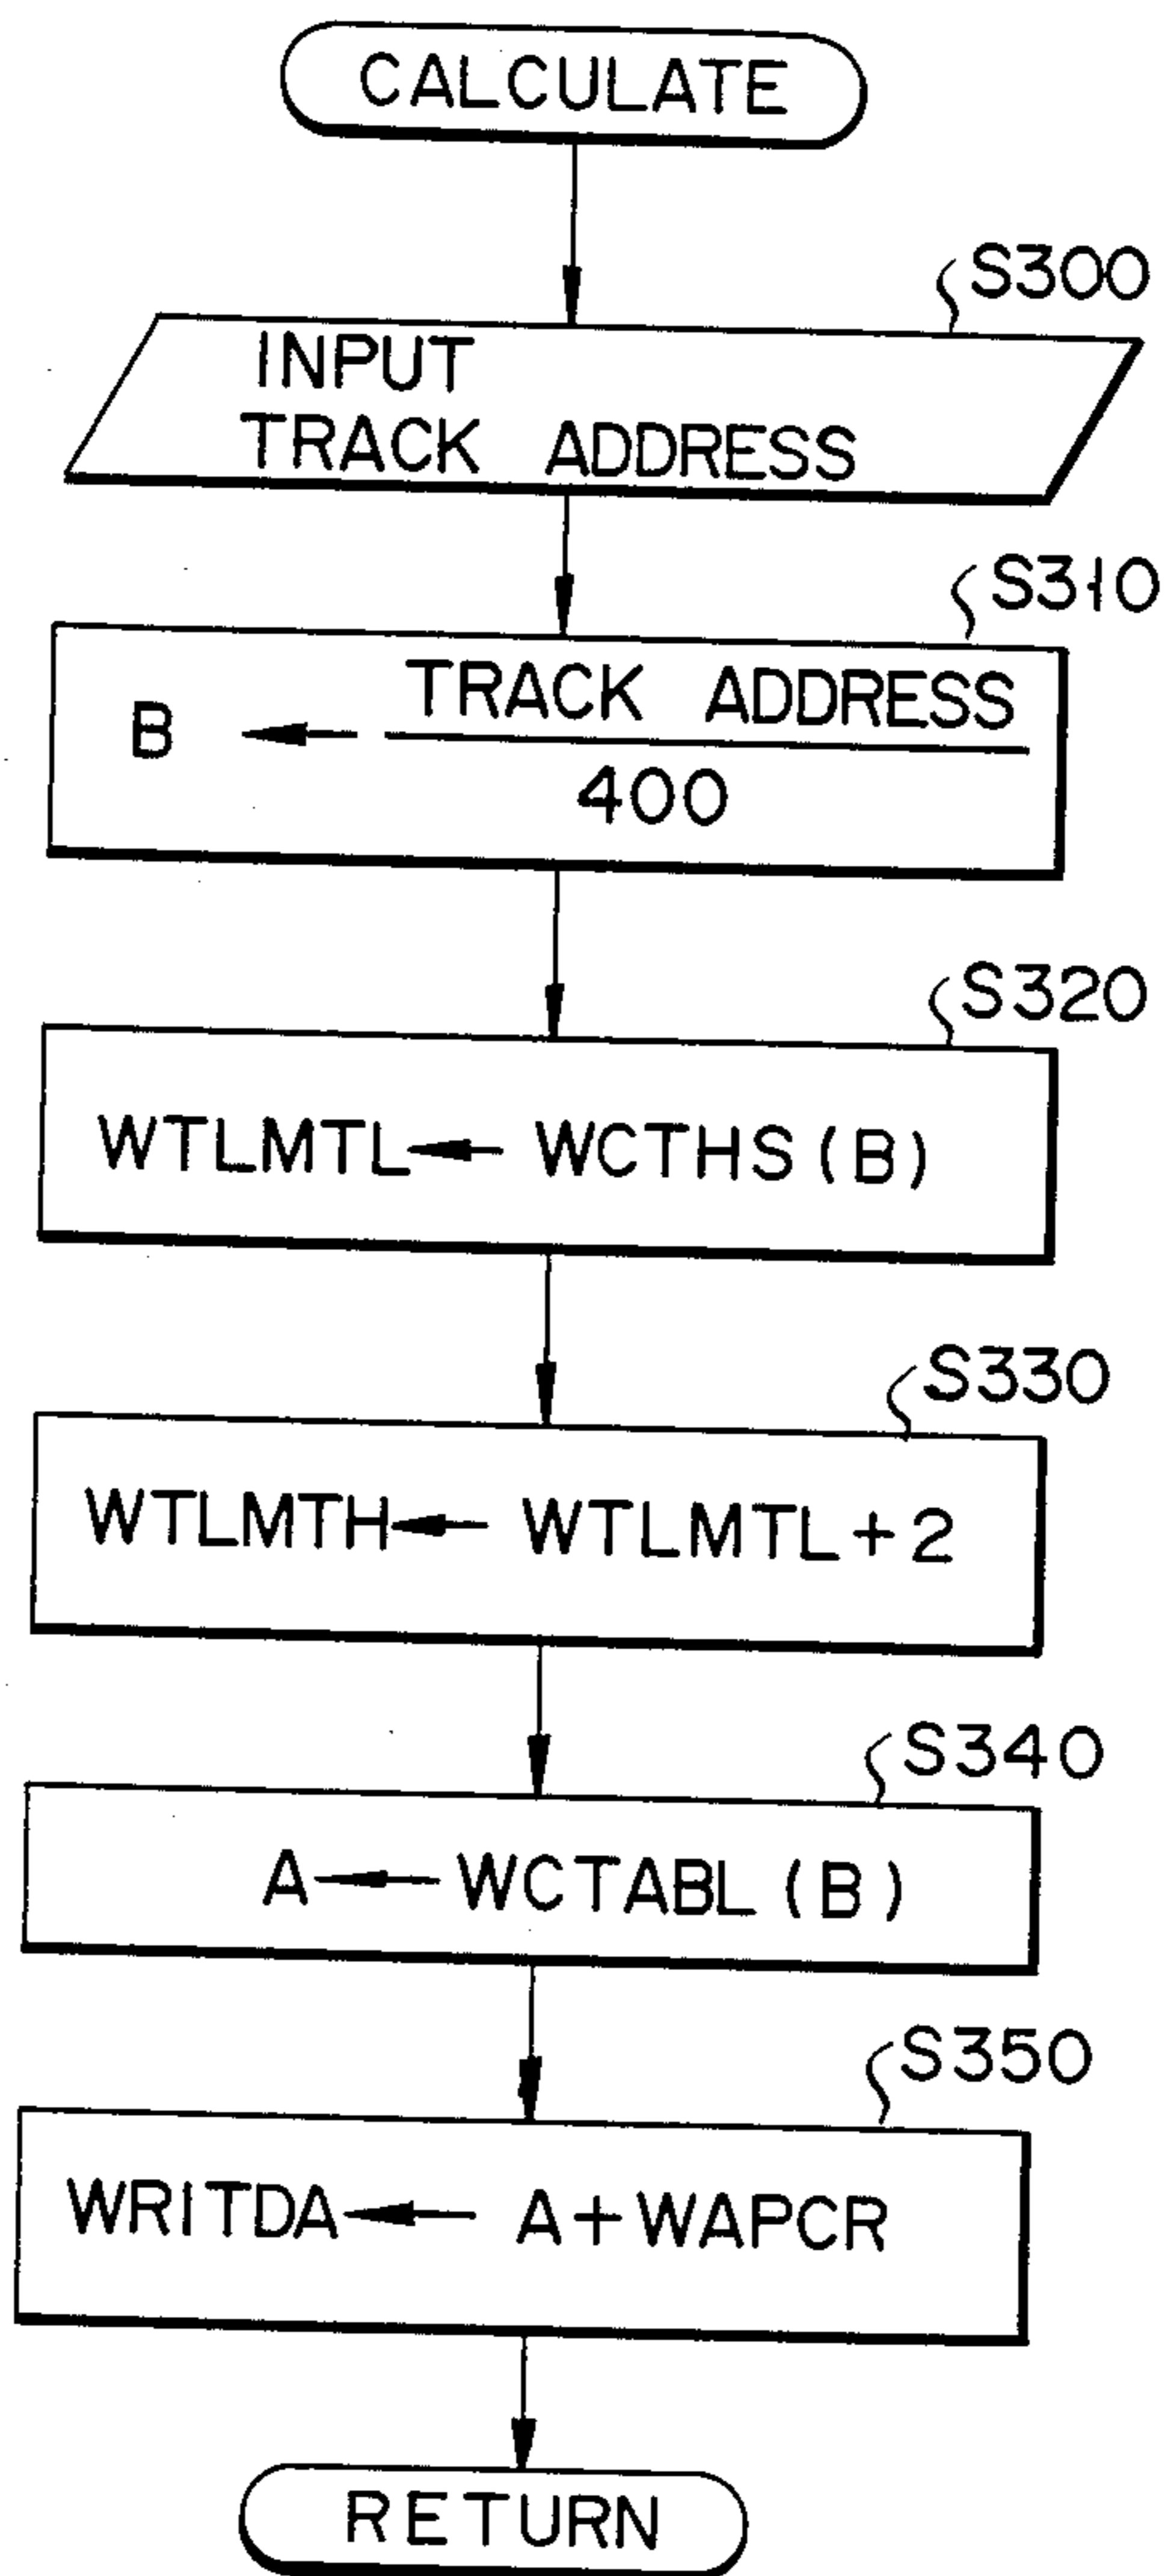 CALCULATE
S300
INPUT
TRACK ADDRESS
S310
B ← TRACK ADDRESS
400
S320
WTLMTL ← WCTHS (B)
S330
WTLMTH ← WTLMTL + 2
S340
A ← WCTABL (B)
S350
WRITDA ← A + WAPCR
RETURN